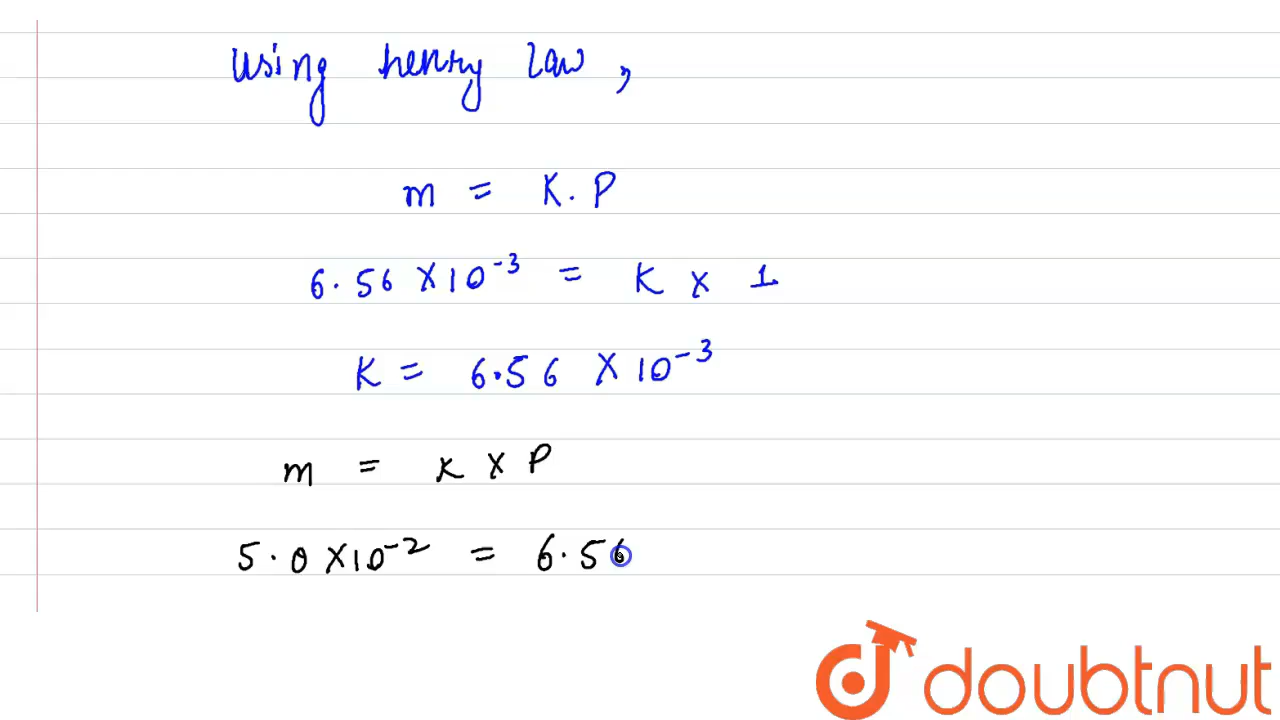 Using henry law,
m = K.P
6.56 × 10⁻³ = K × 1
K = 6.56 × 10⁻³
m = K × P
5.0 × 10⁻² = 6.56
doubtnut